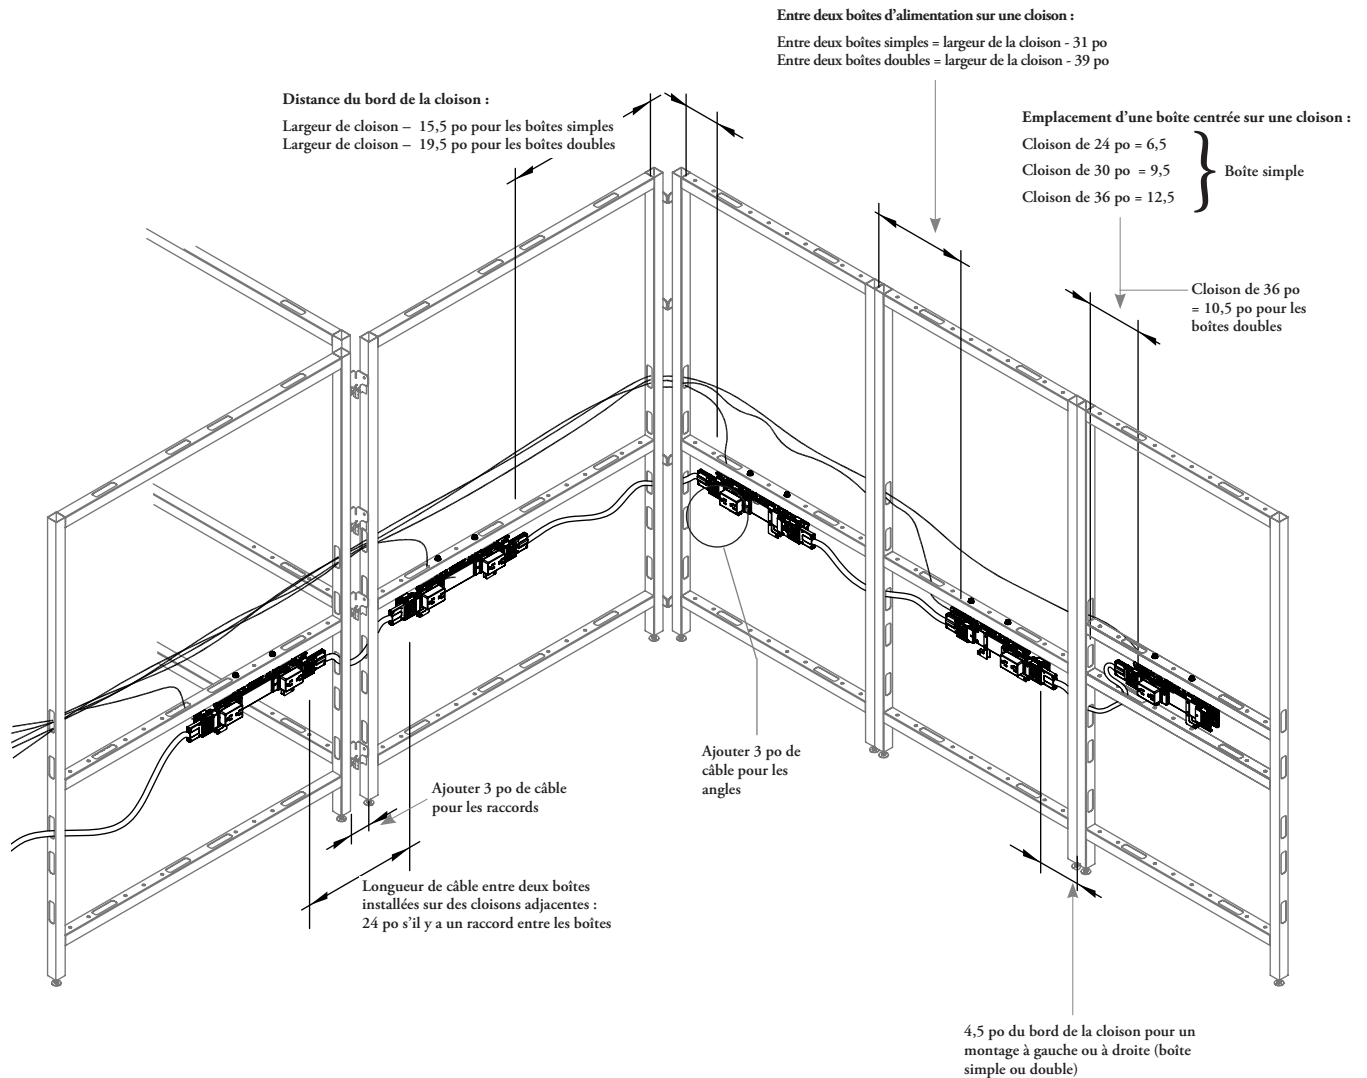 Entre deux boîtes d’alimentation sur une cloison :
Entre deux boîtes simples = largeur de la cloison - 31 po
Entre deux boîtes doubles = largeur de la cloison - 39 po
Distance du bord de la cloison :
Largeur de cloison – 15,5 po pour les boîtes simples
Largeur de cloison – 19,5 po pour les boîtes doubles
Emplacement d’une boîte centrée sur une cloison :
Cloison de 24 po = 6,5
Cloison de 30 po = 9,5
Cloison de 36 po = 12,5
Boîte simple
Cloison de 36 po
= 10,5 po pour les
boîtes doubles
Ajouter 3 po de
câble pour les
angles
Ajouter 3 po de câble
pour les raccords
Longueur de câble entre deux boîtes
installées sur des cloisons adjacentes :
24 po s’il y a un raccord entre les boîtes
4,5 po du bord de la cloison pour un
montage à gauche ou à droite (boîte
simple ou double)